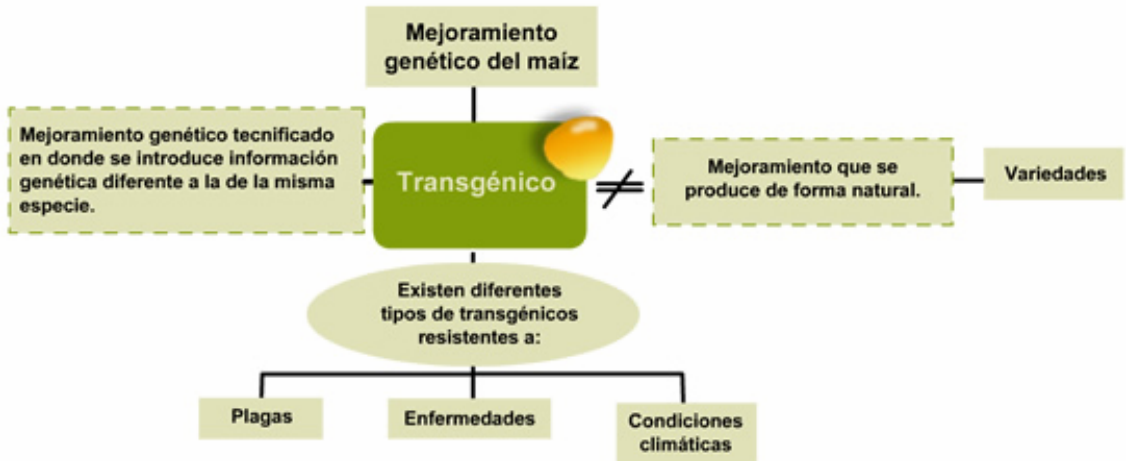 Mejoramiento
genético del maíz
Mejoramiento genético tecnificado
en donde se introduce información
genética diferente a la de la misma
especie.
Transgénico
Mejoramiento que se
produce de forma natural.
Variedades
Existen diferentes
tipos de transgénicos
resistentes a:
Plagas
Enfermedades
Condiciones
climáticas